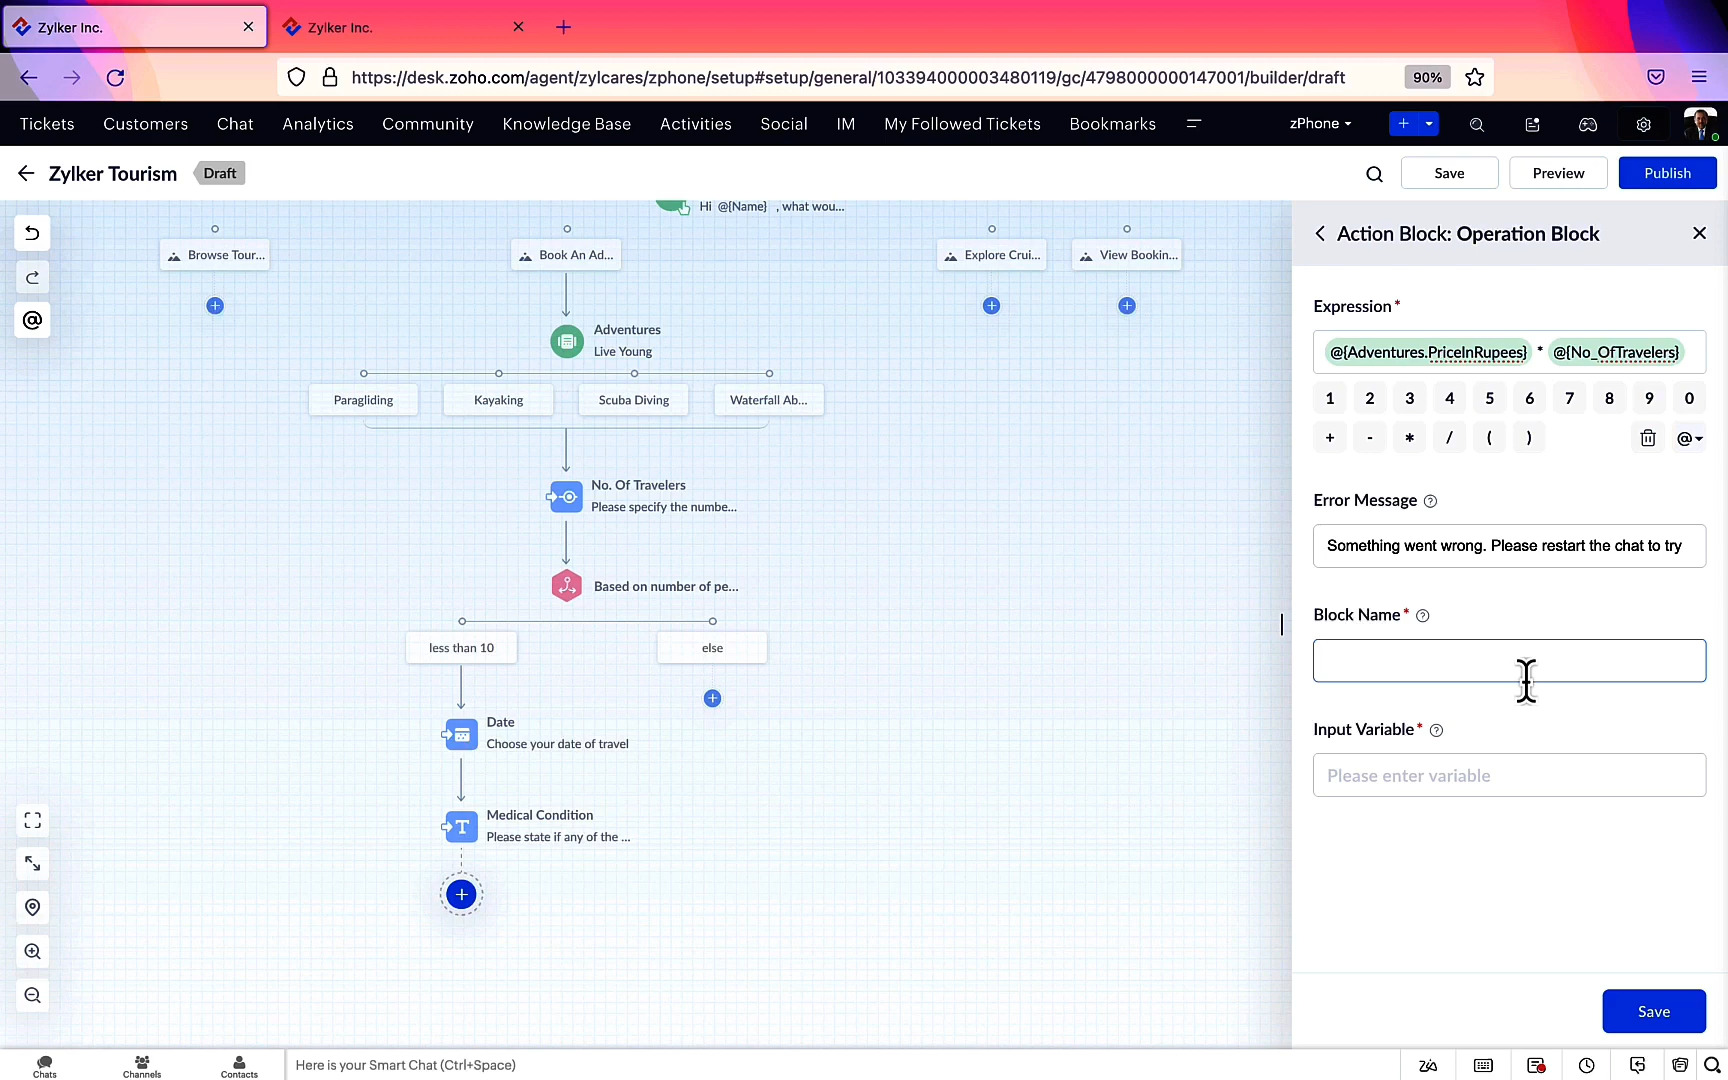 Zylker Inc.
Zylker Inc.
https://desk.zoho.com/agent/zylcares/zphone/setup#setup/general/103394000003480119/gc/4798000000147001/builder/draft
90%
Tickets Customers Chat Analytics Community Knowledge Base Activities Social IM My Followed Tickets Bookmarks zPhone
Zylker Tourism Draft Save Preview Publish
Hi @{Name} , what wou...
Browse Tour... Book An Ad... Explore Crui... View Bookin...
Adventures
Live Young
Paragliding Kayaking Scuba Diving Waterfall Ab...
No. Of Travelers
Please specify the numbe...
Based on number of pe...
less than 10 else
Date
Choose your date of travel
Medical Condition
Please state if any of the ...
Action Block: Operation Block
Expression*
@{Adventures.PriceInRupees} * @{No_OfTravelers}
1 2 3 4 5 6 7 8 9 0
+ - * / ( ) @
Error Message
Something went wrong. Please restart the chat to try
Block Name*
Input Variable*
Please enter variable
Save
Chats Channels Contacts
Here is your Smart Chat (Ctrl+Space)